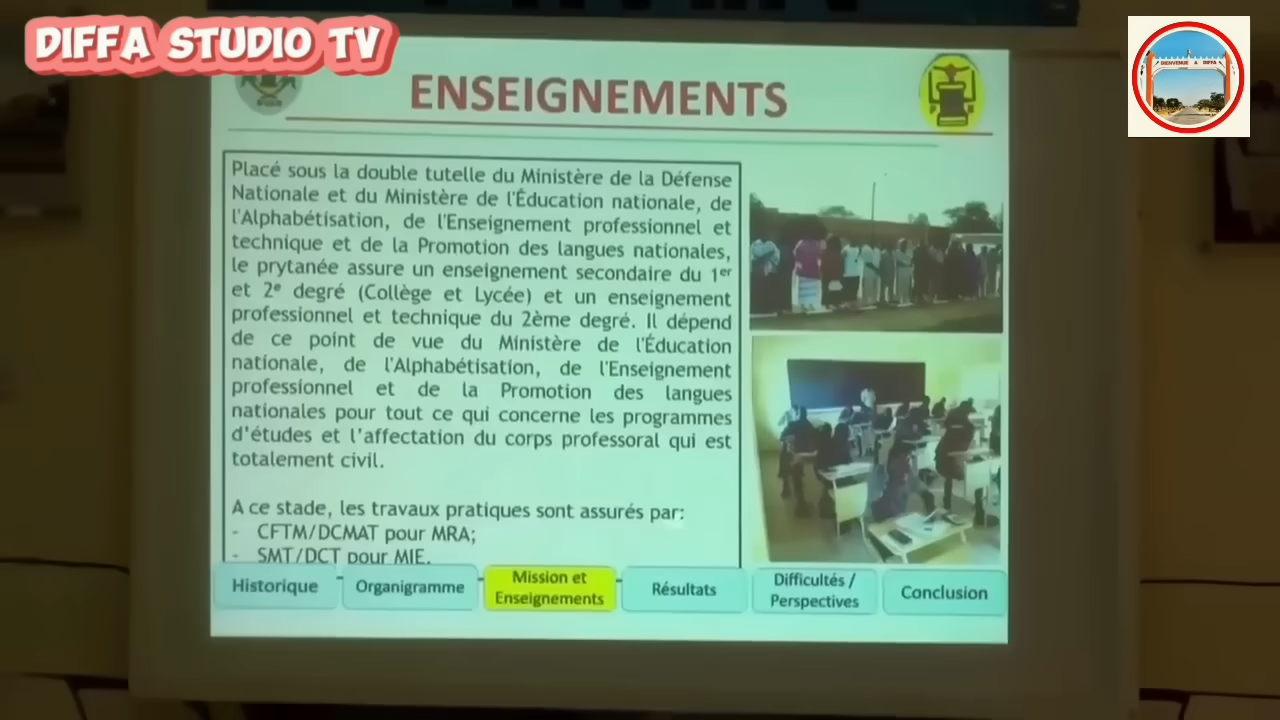 DIFFA STUDIO TV
BIENVENUE A DIFFA
ENSEIGNEMENTS
Placé sous la double tutelle du Ministère de la Défense
Nationale et du Ministère de l'Éducation nationale, de
l'Alphabétisation, de l'Enseignement professionnel et
technique et de la Promotion des langues nationales,
le prytanée assure un enseignement secondaire du 1er
et 2e degré (Collège et Lycée) et un enseignement
professionnel et technique du 2ème degré. Il dépend
de ce point de vue du Ministère de l'Éducation
nationale, de l'Alphabétisation, de l'Enseignement
professionnel et de la Promotion des langues
nationales pour tout ce qui concerne les programmes
d'études et l'affectation du corps professoral qui est
totalement civil.
A ce stade, les travaux pratiques sont assurés par:
- CFTM/DCMAT pour MRA;
- SMT/DCT pour MIE.
Historique
Organigramme
Mission et
Enseignements
Résultats
Difficultés /
Perspectives
Conclusion